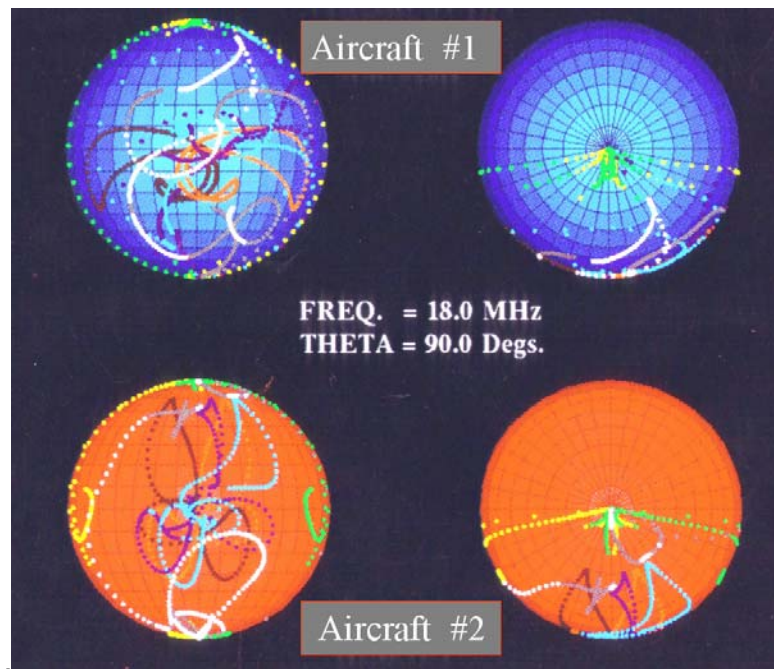 Aircraft #1
FREQ. = 18.0 MHz
THETA = 90.0 Degs.
Aircraft #2